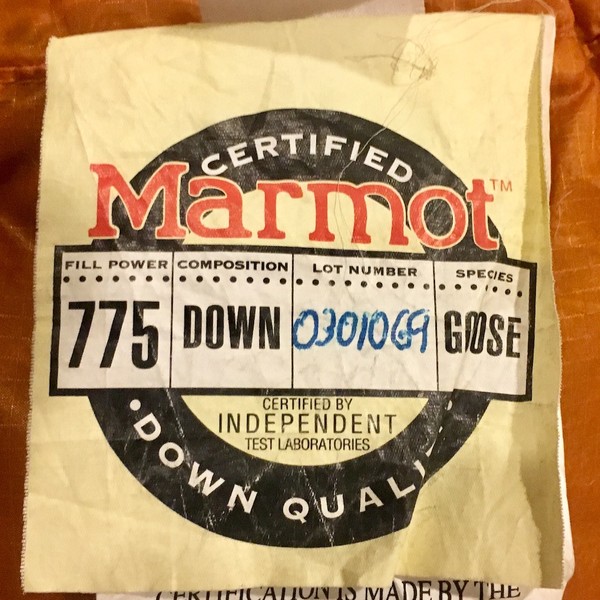 CERTIFIED
Marmot™
FILL POWER COMPOSITION LOT NUMBER SPECIES
775 DOWN 0301069 GOOSE
CERTIFIED BY
INDEPENDENT
TEST LABORATORIES
• DOWN QUALI
CERTIFICATION IS MADE BY THE